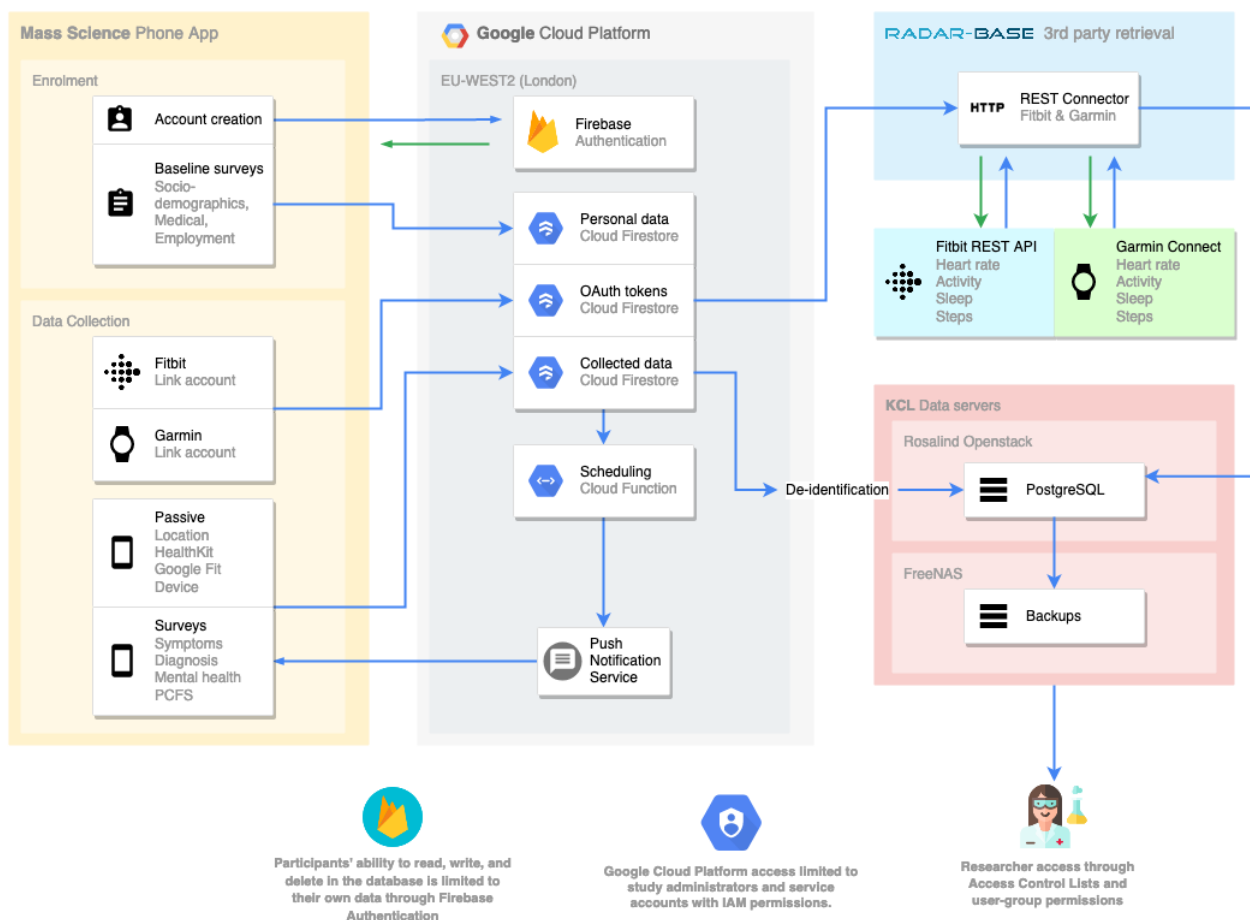 Mass Science Phone App
Enrolment
Account creation
Baseline surveys
Socio-
demographics,
Medical,
Employment
Data Collection
Fitbit
Link account
Garmin
Link account
Passive
Location
HealthKit
Google Fit
Device
Surveys
Symptoms
Diagnosis
Mental health
PCFS
Google Cloud Platform
EU-WEST2 (London)
Firebase
Authentication
Personal data
Cloud Firestore
OAuth tokens
Cloud Firestore
Collected data
Cloud Firestore
Scheduling
Cloud Function
Push
Notification
Service
RADAR-BASE 3rd party retrieval
HTTP
REST Connector
Fitbit & Garmin
Fitbit REST API
Heart rate
Activity
Sleep
Steps
Garmin Connect
Heart rate
Activity
Sleep
Steps
KCL Data servers
Rosalind Openstack
De-identification
PostgreSQL
FreeNAS
Backups
Participants' ability to read, write, and
delete in the database is limited to
their own data through Firebase
Authentication
Google Cloud Platform access limited to
study administrators and service
accounts with IAM permissions.
Researcher access through
Access Control Lists and
user-group permissions